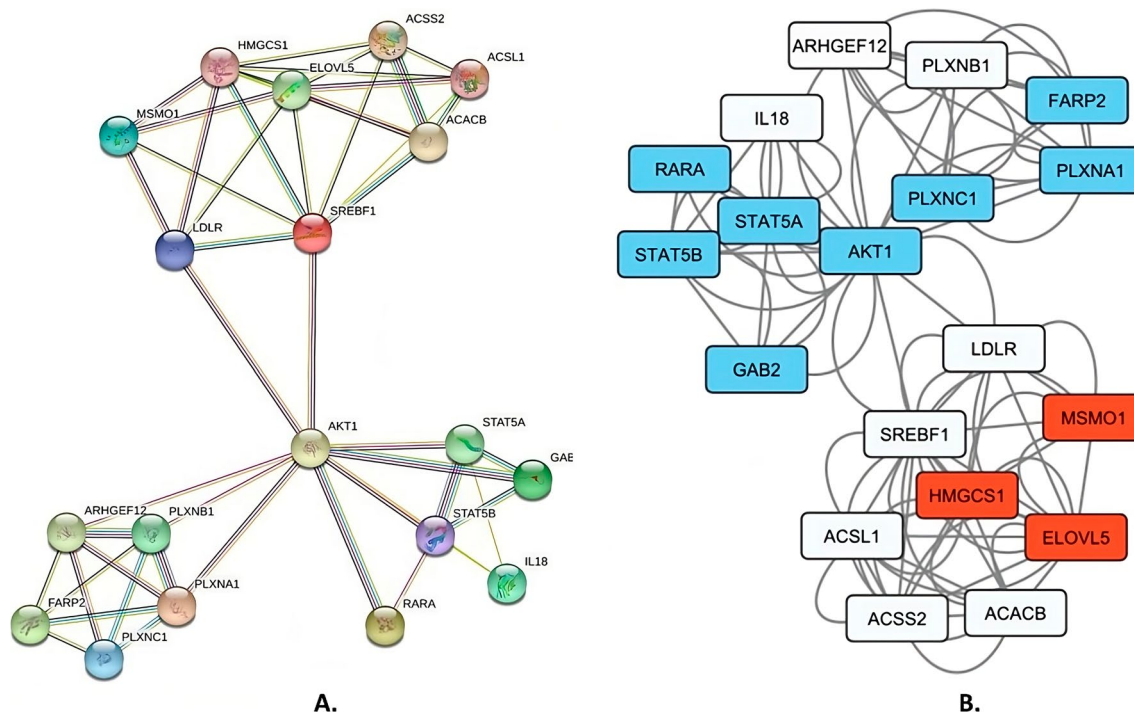 ACSS2
HMGCS1
ELOVL5
ACSL1
MSMO1
ACACB
SREBF1
LDLR
AKT1
STAT5A
GAB
ARHGEF12
PLXNB1
STAT5B
PLXNA1
IL18
FARP2
RARA
PLXNC1
A.
ARHGEF12
PLXNB1
FARP2
IL18
RARA
PLXNA1
PLXNC1
STAT5A
STAT5B
AKT1
LDLR
GAB2
MSMO1
SREBF1
HMGCS1
ACSL1
ELOVL5
ACSS2
ACACB
B.